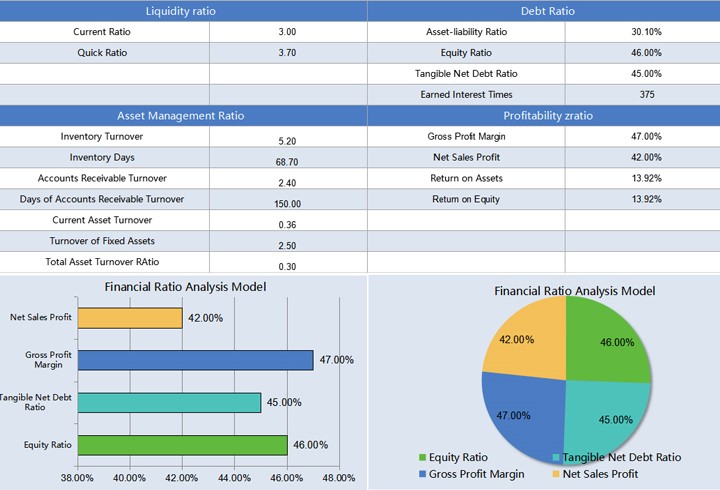 Liquidity ratio
Debt Ratio
Current Ratio 3.00 Asset-liability Ratio 30.10%
Quick Ratio 3.70 Equity Ratio 46.00%
Tangible Net Debt Ratio 45.00%
Earned Interest Times 375
Asset Management Ratio
Profitability zratio
Inventory Turnover 5.20 Gross Profit Margin 47.00%
Inventory Days 68.70 Net Sales Profit 42.00%
Accounts Receivable Turnover 2.40 Return on Assets 13.92%
Days of Accounts Receivable Turnover 150.00 Return on Equity 13.92%
Current Asset Turnover 0.36
Turnover of Fixed Assets 2.50
Total Asset Turnover RAtio 0.30
Financial Ratio Analysis Model
Net Sales Profit 42.00%
Gross Profit
Margin
47.00%
Tangible Net Debt
Ratio
45.00%
Equity Ratio 46.00%
38.00% 40.00% 42.00% 44.00% 46.00% 48.00%
Financial Ratio Analysis Model
42.00% 46.00%
47.00% 45.00%
Equity Ratio Tangible Net Debt Ratio
Gross Profit Margin Net Sales Profit